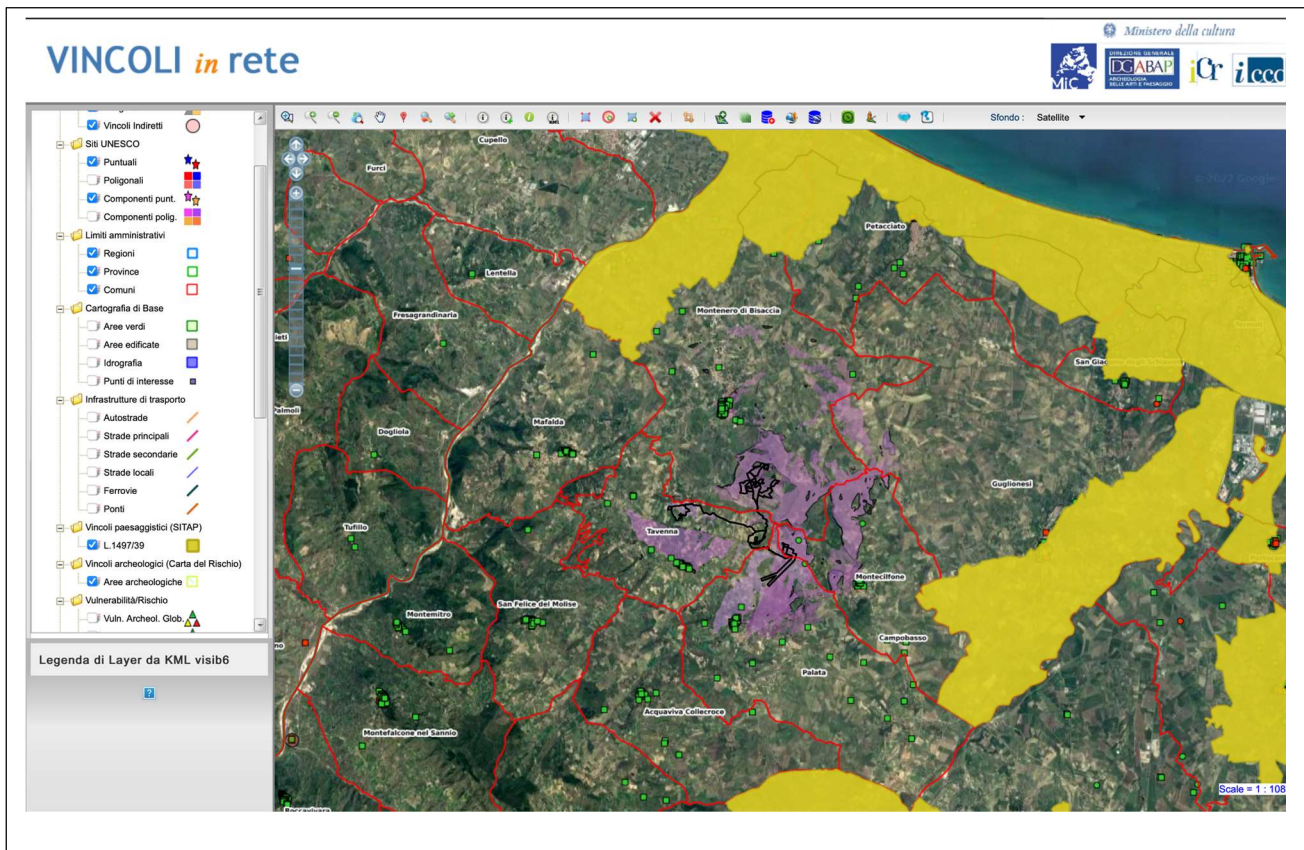 VINCOLI in rete
Ministero della cultura
MiC
DIREZIONE GENERALE
DGABAP
ARCHEOLOGIA
BELLE ARTI E PAESAGGIO
iCr
iccd
Vincoli Indiretti
Siti UNESCO
Puntuali
Poligonali
Componenti punt.
Componenti polig.
Limiti amministrativi
Regioni
Province
Comuni
Cartografia di Base
Aree verdi
Aree edificate
Idrografia
Punti di interesse
Infrastrutture di trasporto
Autostrade
Strade principali
Strade secondarie
Strade locali
Ferrovie
Ponti
Vincoli paesaggistici (SITAP)
L.1497/39
Vincoli archeologici (Carta del Rischio)
Aree archeologiche
Vulnerabilità/Rischio
Vuln. Archeol. Glob.
Legenda di Layer da KML visib6
?
Sfondo : Satellite
Cupello
Furci
© 2022 Google
Petacciato
Lentella
Montenero di Bisaccia
Fresagrandinaria
San Giac
Palmoli
Mafalda
Dogliola
Guglionesi
Tufillo
Tavenna
Montecilfone
Montemitro
San Felice del Molise
Campobasso
Palata
Acquaviva Collecroce
Montefalcone nel Sannio
Roccavivara
Scale = 1 : 108